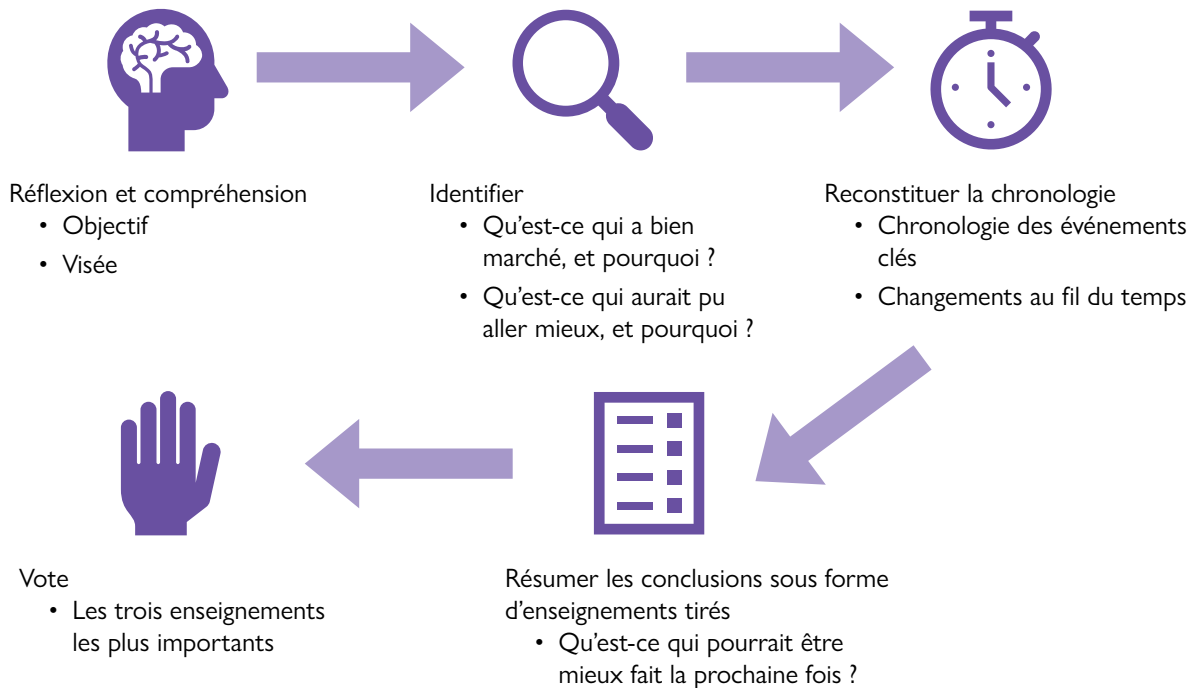 Réflexion et compréhension
• Objectif
• Visée
Identifier
• Qu’est-ce qui a bien
marché, et pourquoi ?
• Qu’est-ce qui aurait pu
aller mieux, et pourquoi ?
Reconstituer la chronologie
• Chronologie des événements
clés
• Changements au fil du temps
Résumer les conclusions sous forme
d’enseignements tirés
• Qu’est-ce qui pourrait être
mieux fait la prochaine fois ?
Vote
• Les trois enseignements
les plus importants